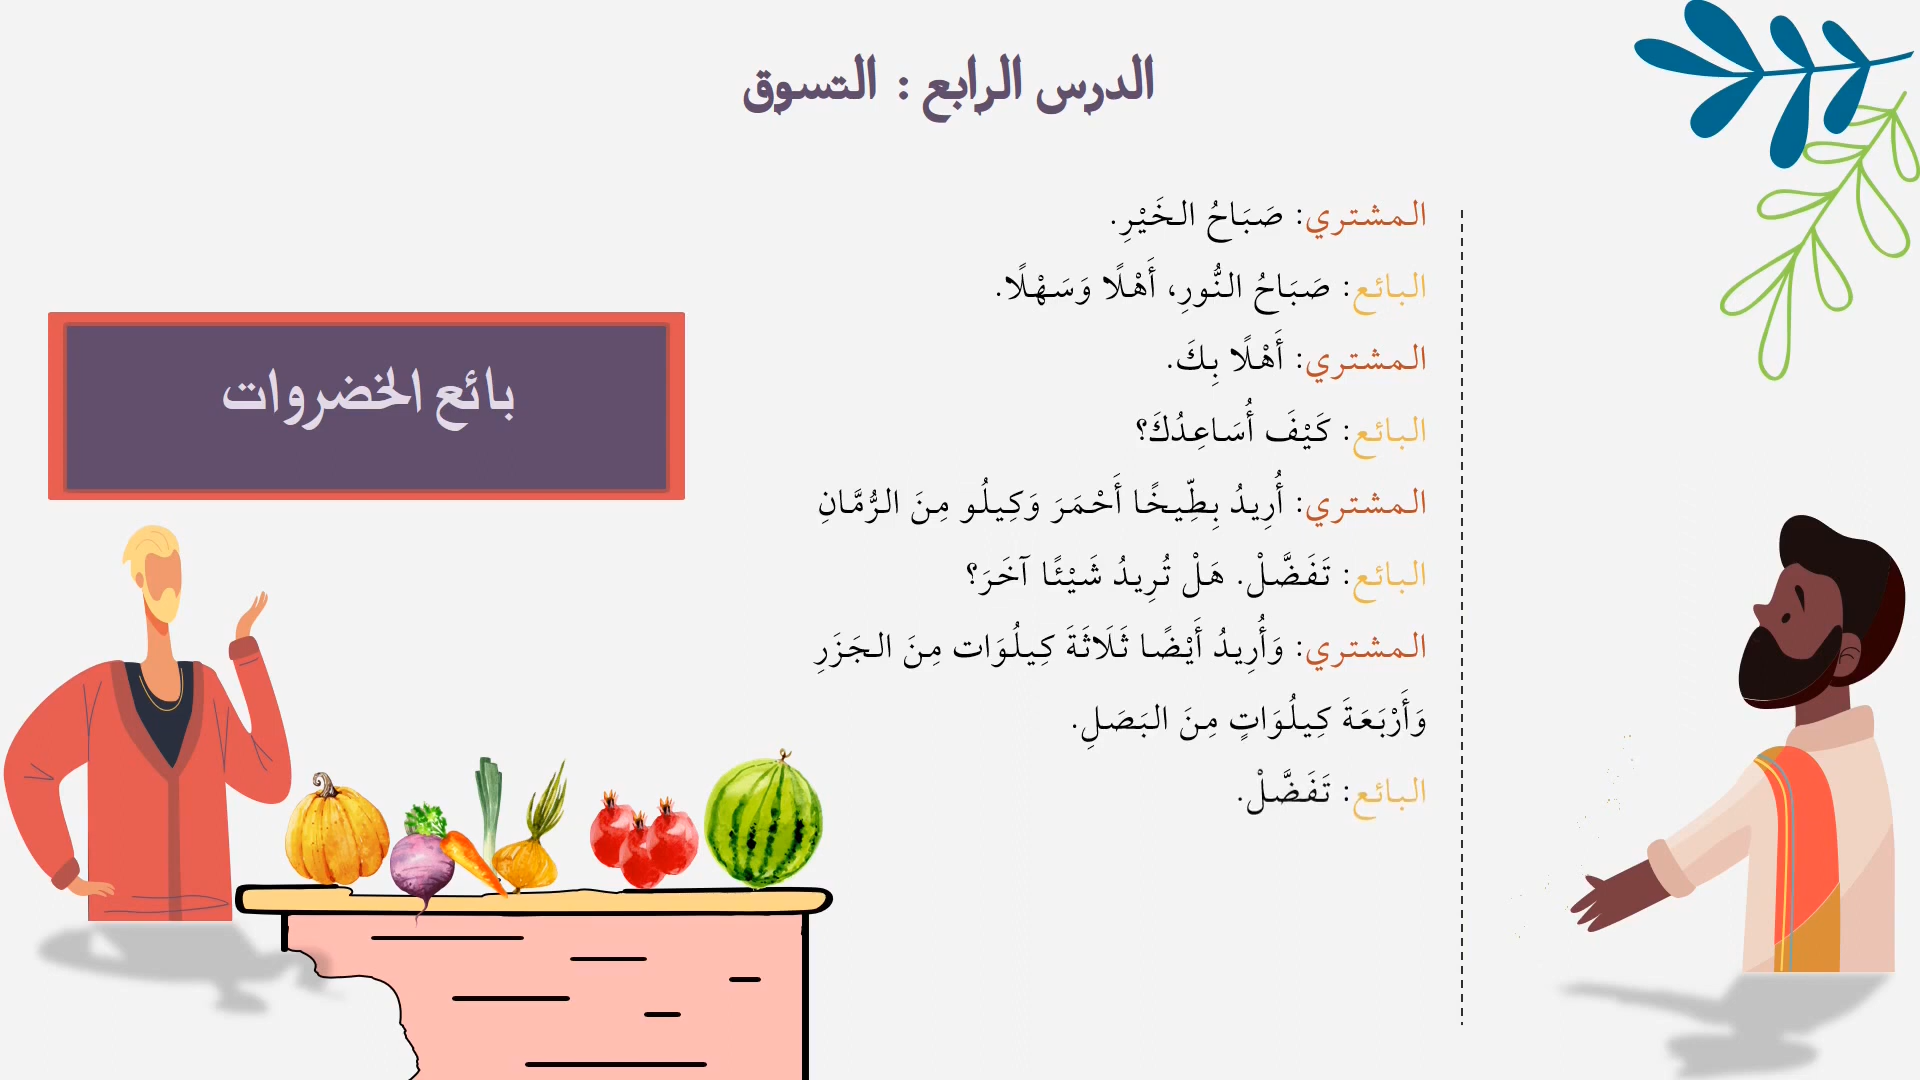 الدرس الرابع : التسوق
المشتري: صَبَاحُ الخَيْرِ.
البائع: صَبَاحُ النُّورِ، أَهْلًا وَسَهْلًا.
المشتري: أَهْلًا بِكَ.
البائع: كَيْفَ أُسَاعِدُكَ؟
المشتري: أُرِيدُ بِطِّيخًا أَحْمَرَ وَكِيلُو مِنَ الرُّمَّانِ
البائع: تَفَضَّلْ. هَلْ تُرِيدُ شَيْئًا آخَرَ؟
المشتري: وَأُرِيدُ أَيْضًا ثَلَاثَةَ كِيلُوَات مِنَ الجَزَرِ
وَأَرْبَعَةَ كِيلُوَاتٍ مِنَ البَصَلِ.
البائع: تَفَضَّلْ.
بائع الخضروات